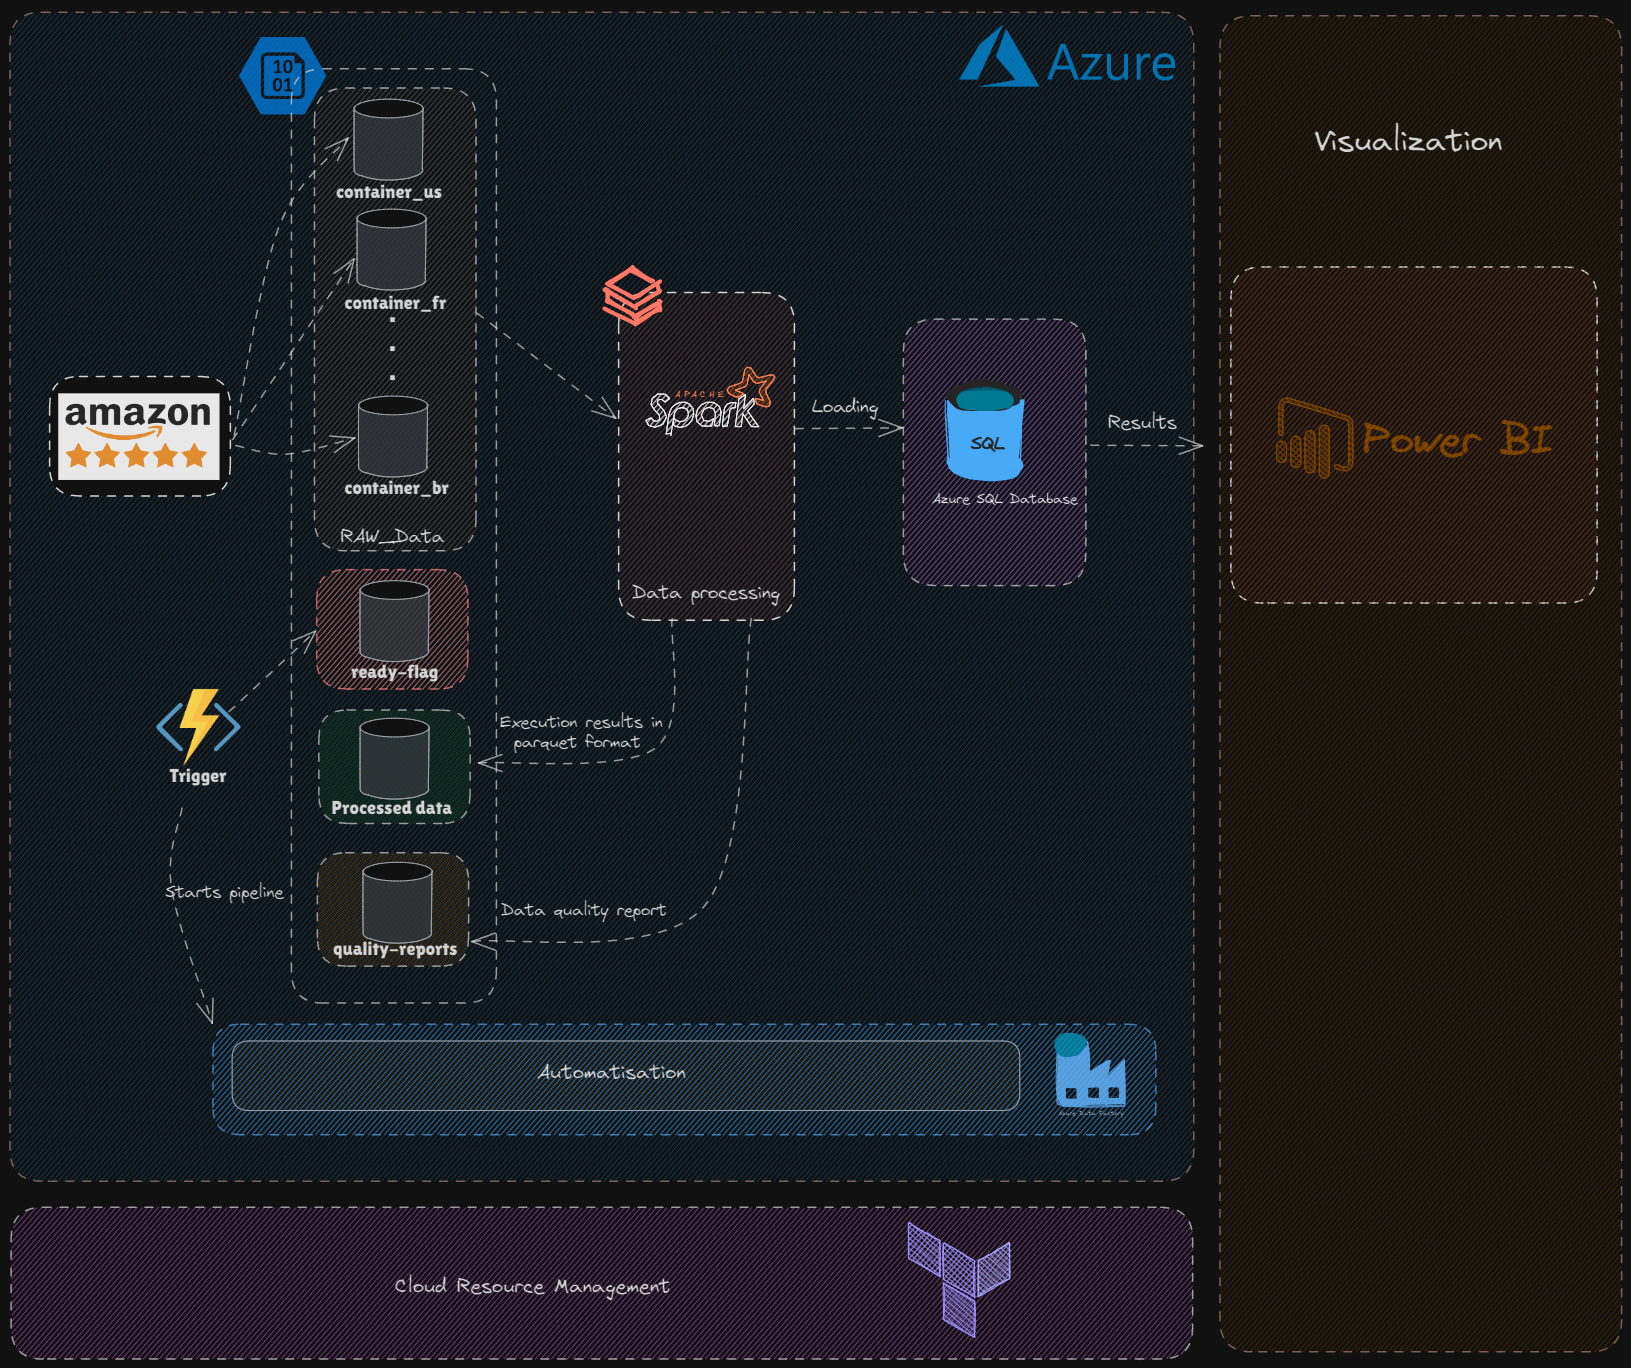 Azure
Visualization
10
01
container_us
container_fr
container_br
RAW_Data
amazon
APACHE
Spark
Data processing
Loading
SQL
Azure SQL Database
Results
Power BI
ready-flag
Trigger
Execution results in
parquet format
Processed data
Starts pipeline
Data quality report
quality-reports
Automatisation
Azure Data Factory
Cloud Resource Management